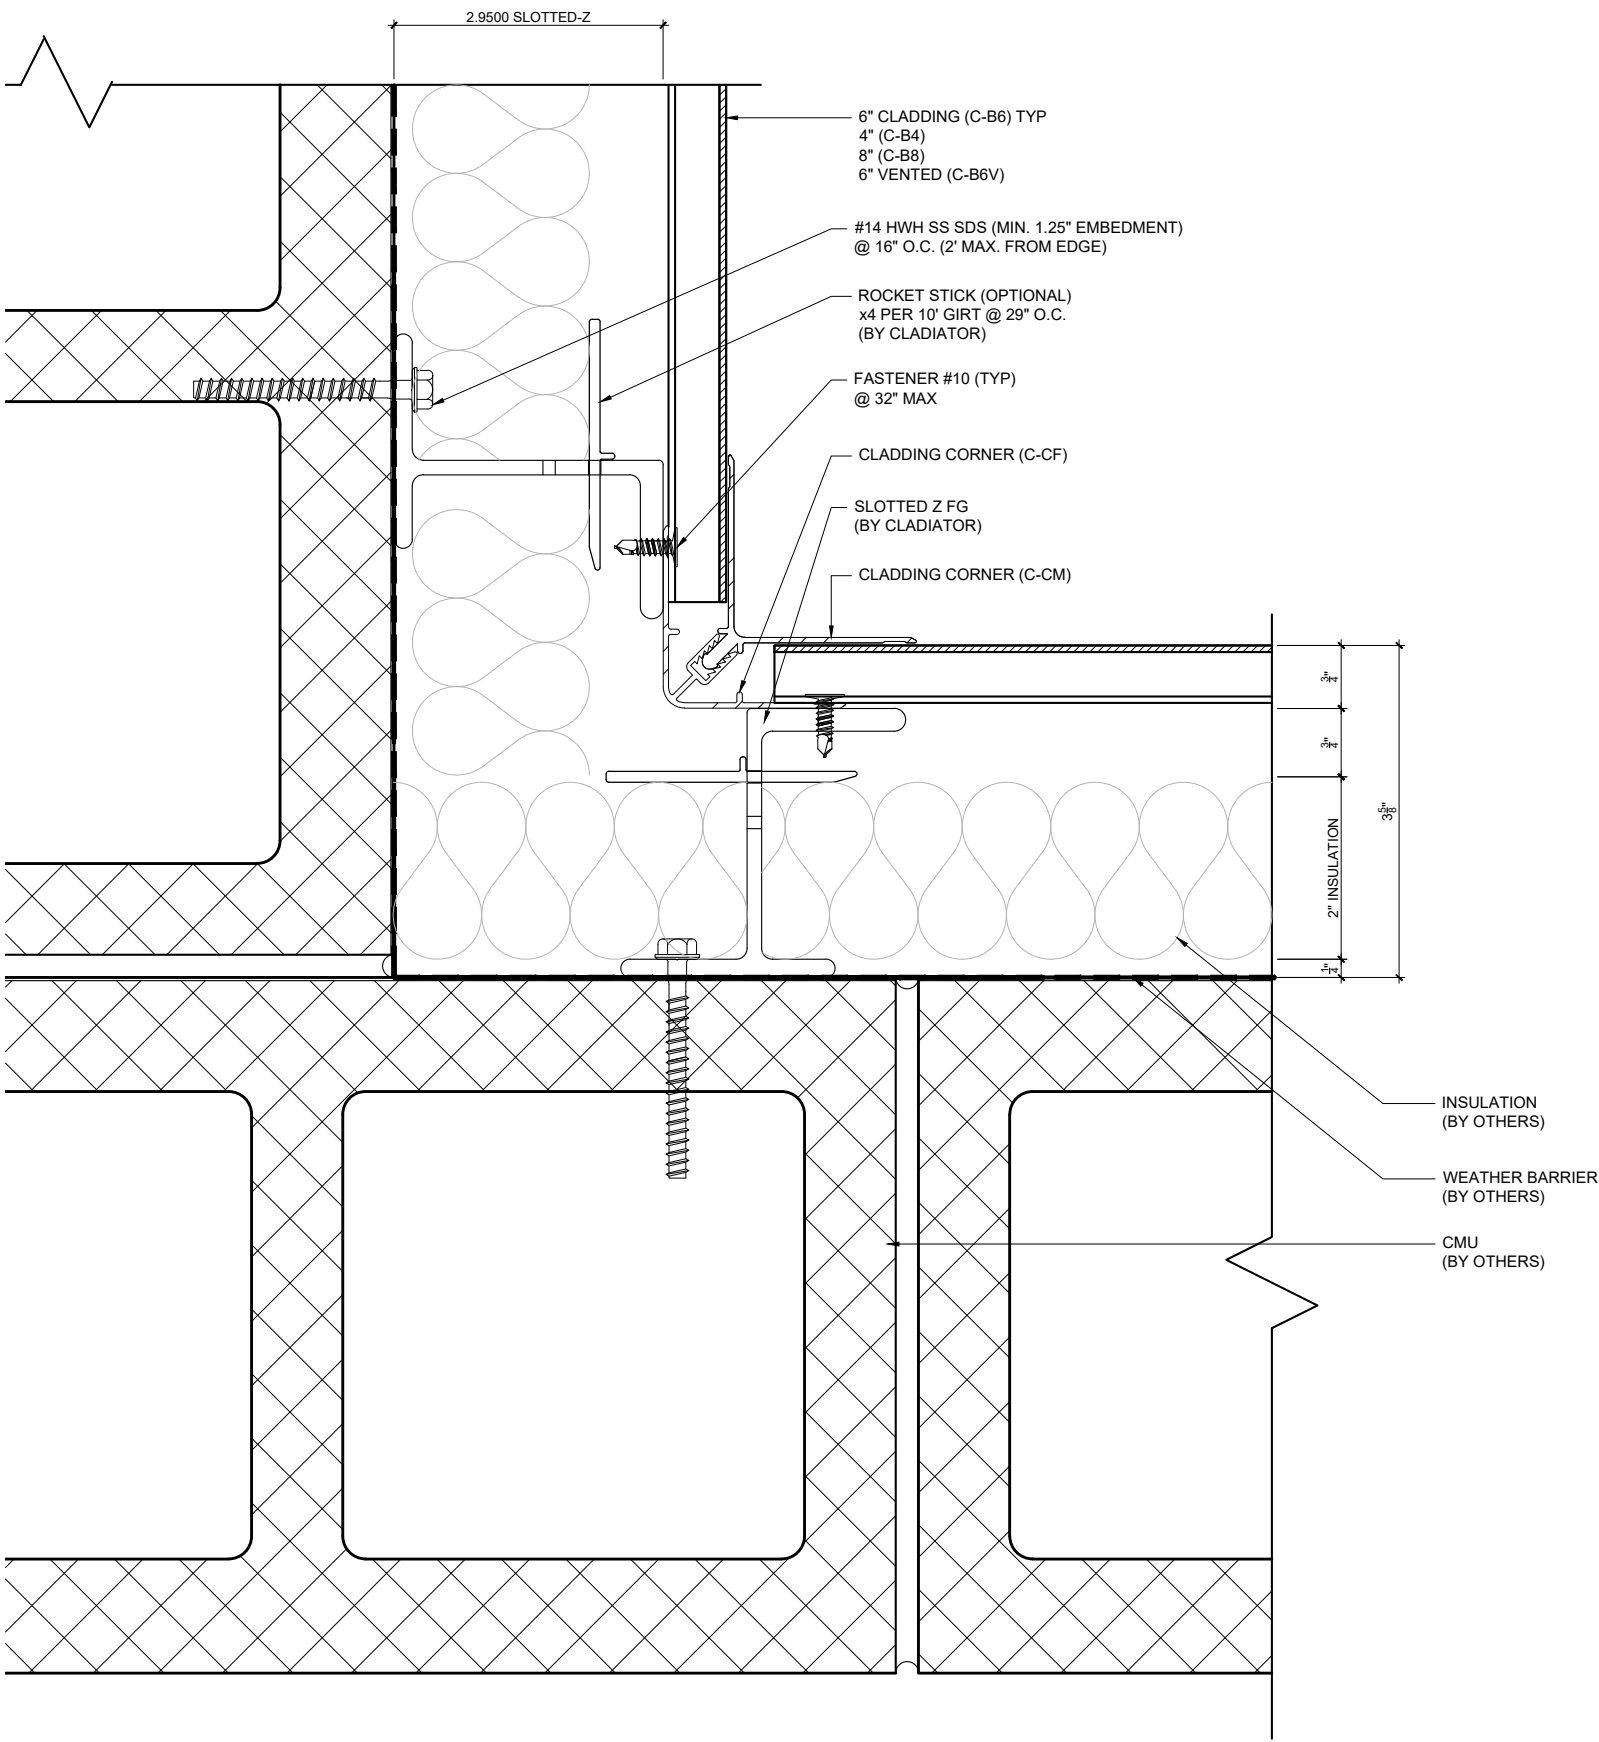 2.9500 SLOTTED-Z
6" CLADDING (C-B6) TYP
4" (C-B4)
8" (C-B8)
6" VENTED (C-B6V)
#14 HWH SS SDS (MIN. 1.25" EMBEDMENT)
@ 16" O.C. (2' MAX. FROM EDGE)
ROCKET STICK (OPTIONAL)
x4 PER 10' GIRT @ 29" O.C.
(BY CLADIATOR)
FASTENER #10 (TYP)
@ 32" MAX
CLADDING CORNER (C-CF)
SLOTTED Z FG
(BY CLADIATOR)
CLADDING CORNER (C-CM)
3/4"
3/4"
2" INSULATION
1/4"
3 5/8"
INSULATION
(BY OTHERS)
WEATHER BARRIER
(BY OTHERS)
CMU
(BY OTHERS)